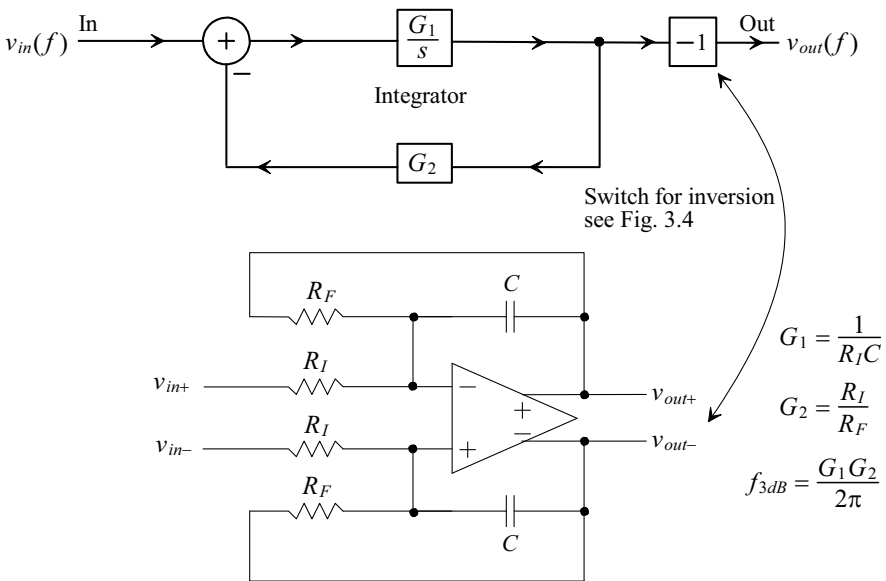 In
Out
v_in(f)
+
−
G_1/s
−1
v_out(f)
Integrator
G_2
Switch for inversion
see Fig. 3.4
R_F
C
v_in+
R_I
−
+
v_out+
R_I
v_in−
+
−
v_out−
R_F
C
G_1 = 1/(R_I C)
G_2 = R_I/R_F
f_3dB = G_1 G_2/2π